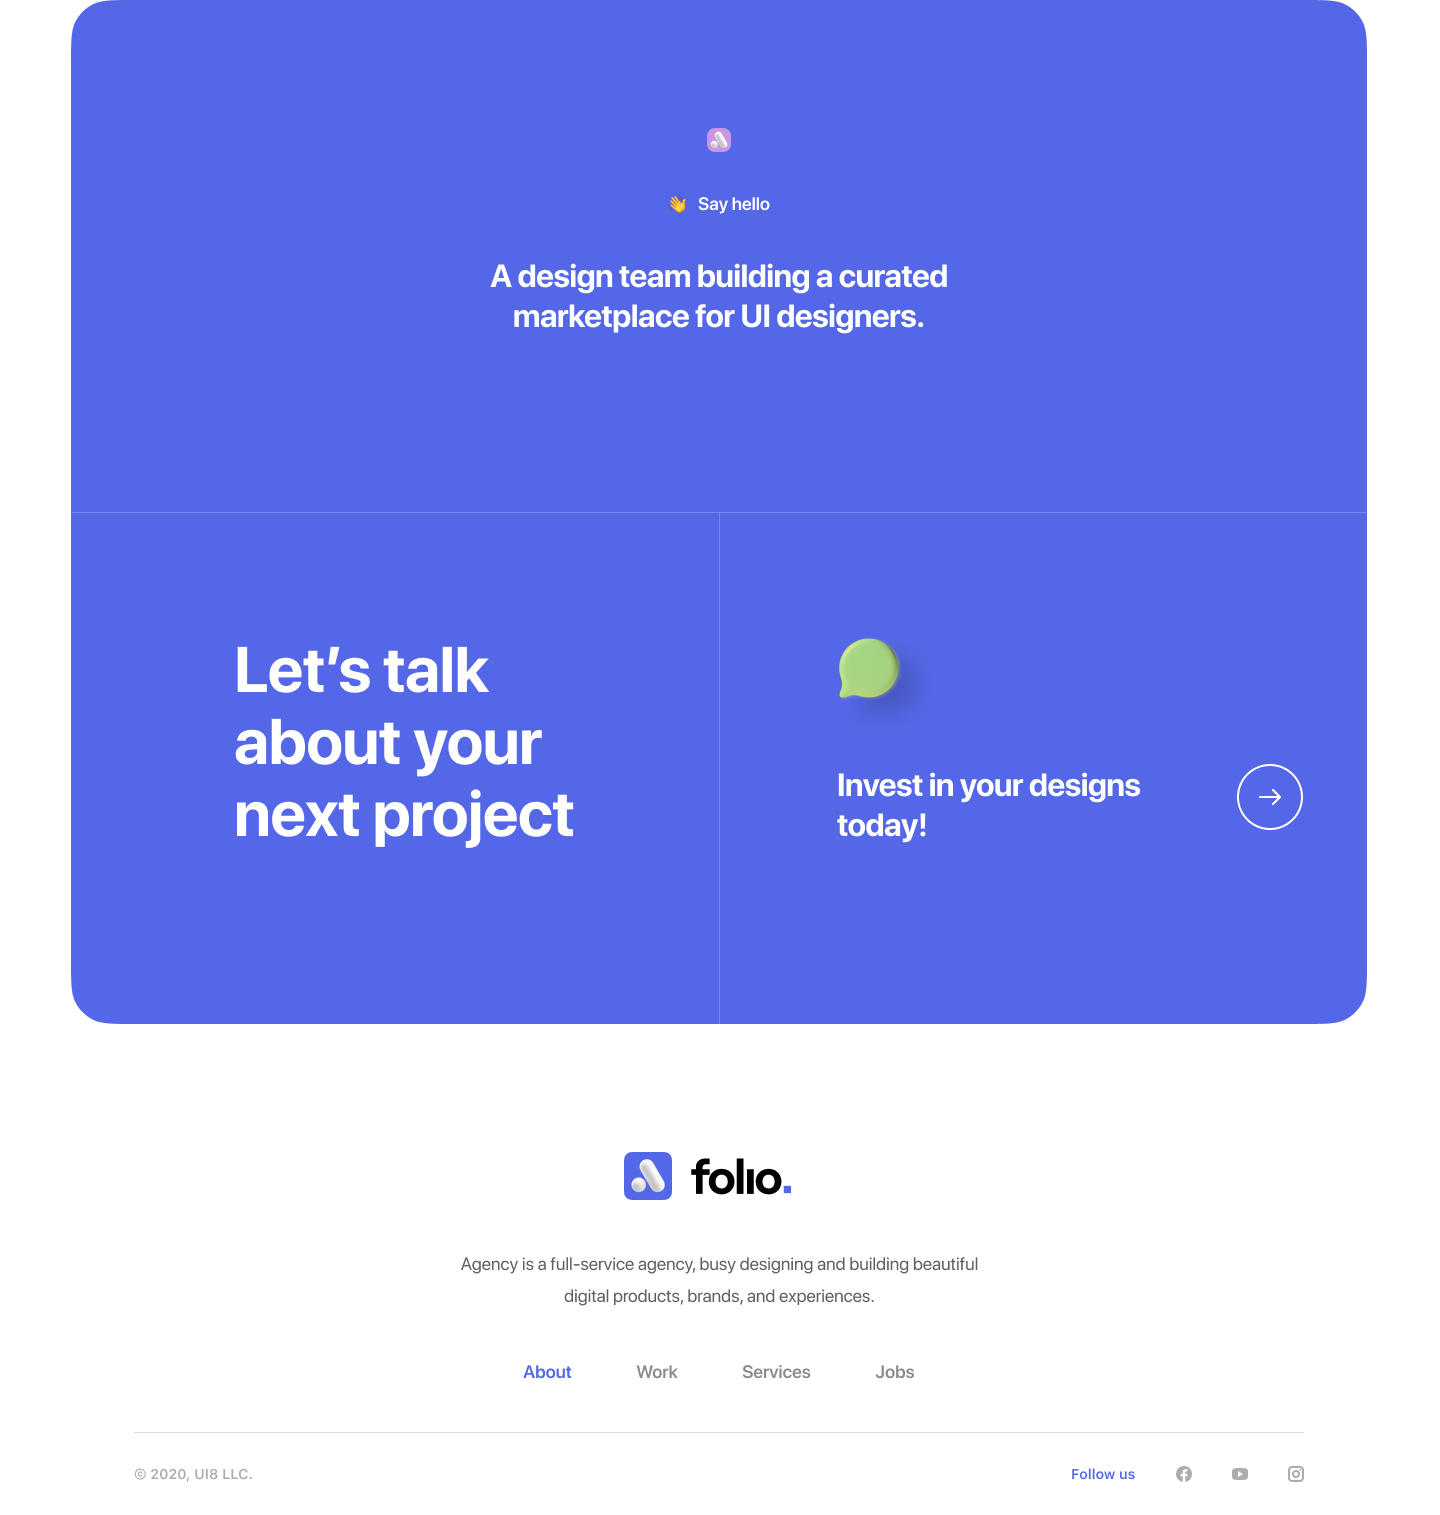 👋 Say hello
A design team building a curated
marketplace for UI designers.
Let’s talk
about your
next project
Invest in your designs
today!
folıo.
Agency is a full-service agency, busy designing and building beautiful
digital products, brands, and experiences.
About Work Services Jobs
© 2020, UI8 LLC. Follow us